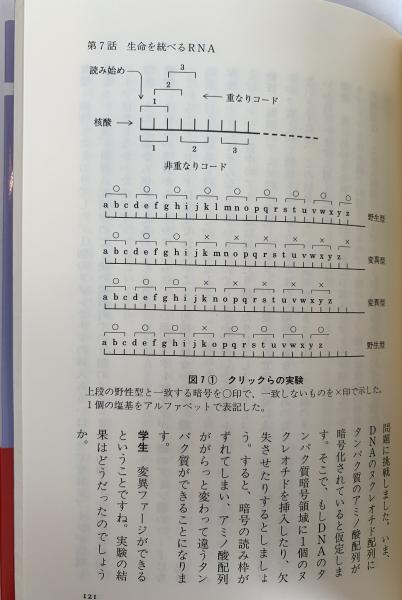 第7話 生命を統べるRNA
読み始め
3
2
1
重なりコード
核酸
1 2 3
非重なりコード
○ ○ ○ ○ ○ ○ ○ ○ ○
a b c d e f g h i j k l m n o p q r s t u v w x y z 野生型
○ ○ ○ × × × × × ×
a b c d e f g h i j k l m n o p q r s t u v w x y z 変異型
○ ○ ○ × × × × ×
a b c d e f g h i j k n o p q r s t u v w x y z 変異型
○ ○ ○ × ○ ○ ○ ○
a b c d e f g h i j k o p q r s t u v w x y z 野生型
図7① クリックらの実験
上段の野性型と一致する暗号を○印で、一致しないものを×印で示した。
1個の塩基をアルファベットで表記した。
問題に挑戦しました。いま、
DNAのヌクレオチド配列に
タンパク質のアミノ酸配列が
暗号化されていると仮定しま
す。そこで、もしDNAのタ
ンパク質暗号領域に1個のヌ
クレオチドを挿入したり、欠
失させたりするとしましょ
う。すると、暗号の読み枠が
ずれてしまい、アミノ酸配列
ががらっと変わって違うタン
パク質ができることになりま
す。
学生 変異ファージができる
ということですね。実験の結
果はどうだったのでしょう
か。
121